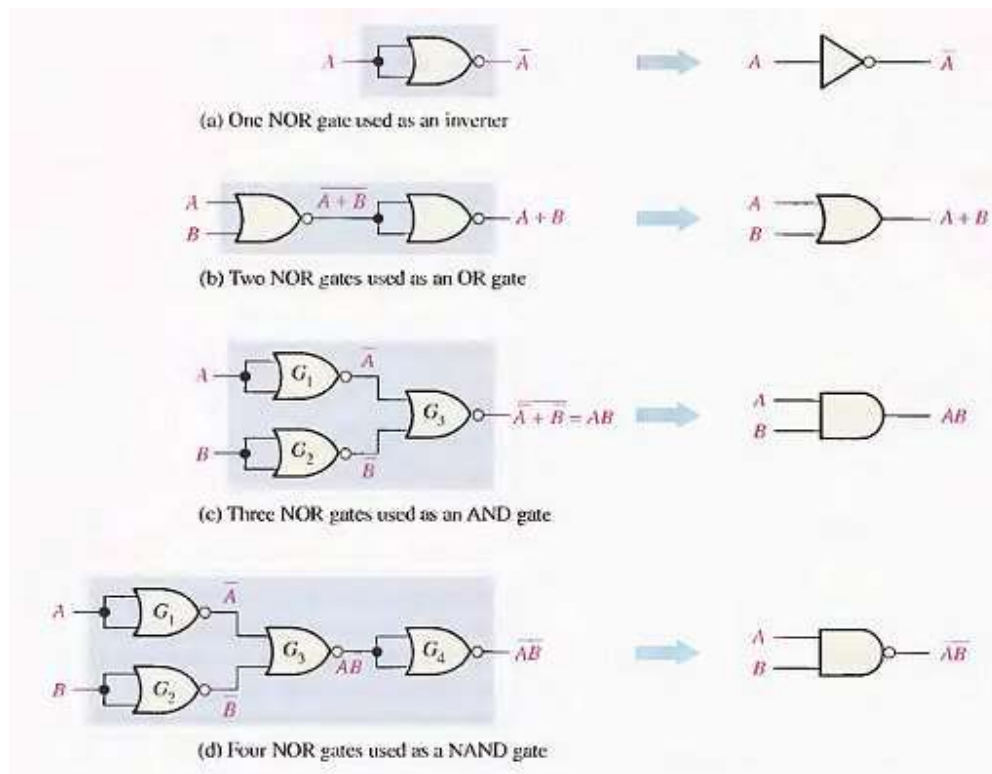 A A̅ A A̅
(a) One NOR gate used as an inverter
A A̅ ̅+̅ ̅B̅ A + B A A + B
B B
(b) Two NOR gates used as an OR gate
A G₁ A̅
G₃ A̅ + B̅ = AB A AB
B G₂ B̅ B
(c) Three NOR gates used as an AND gate
A G₁ A̅
G₃ AB G₄ A̅B̅ A A̅B̅
B G₂ B̅ B
(d) Four NOR gates used as a NAND gate